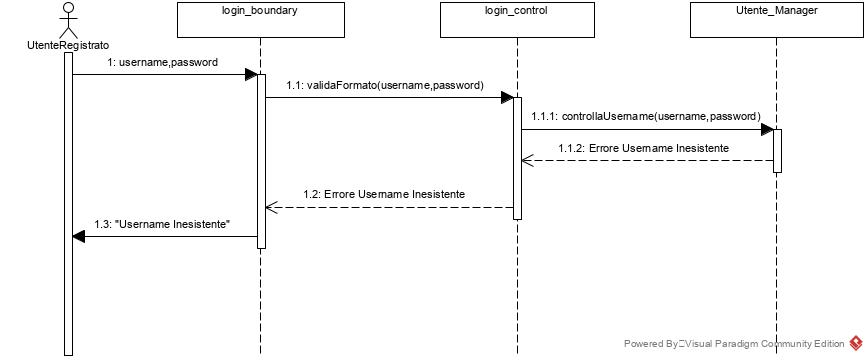 login_boundary
login_control
Utente_Manager
UtenteRegistrato
1: username,password
1.1: validaFormato(username,password)
1.1.1: controllaUsername(username,password)
1.1.2: Errore Username Inesistente
1.2: Errore Username Inesistente
1.3: "Username Inesistente"
Powered By Visual Paradigm Community Edition